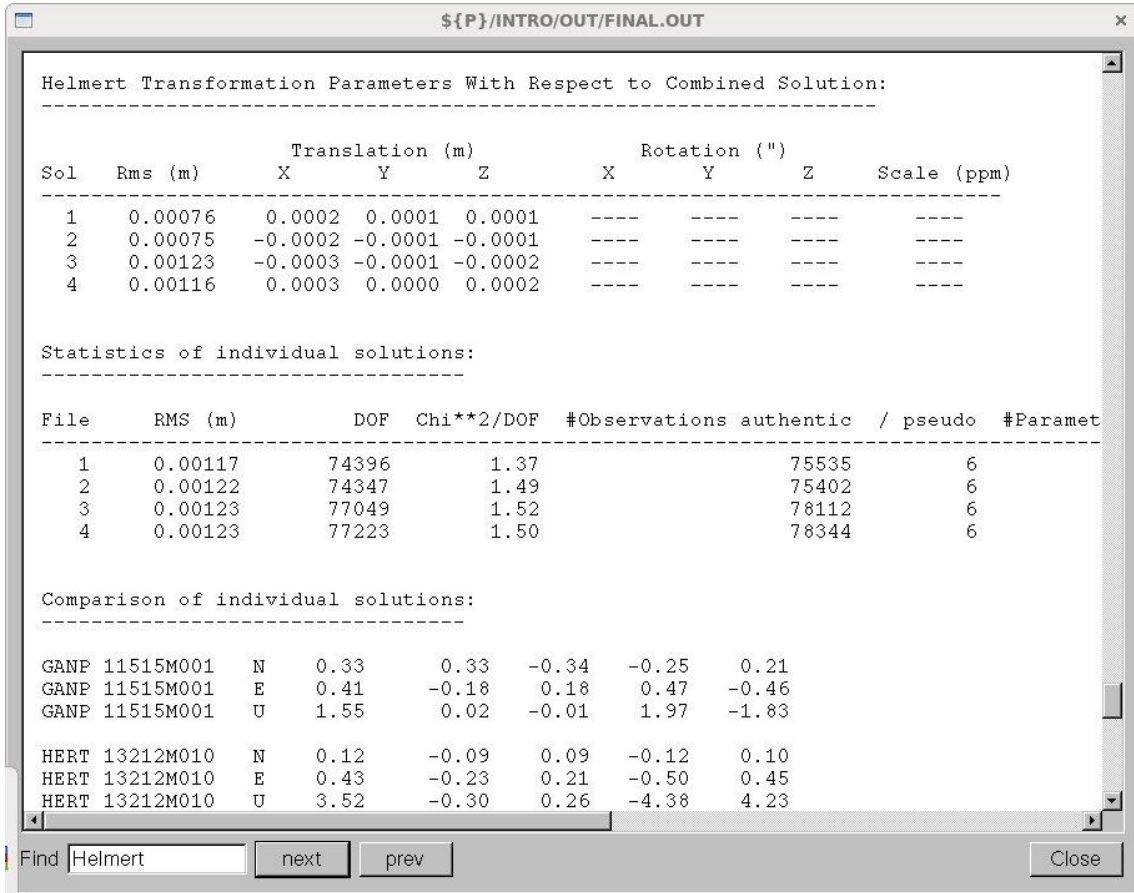 ${P}/INTRO/OUT/FINAL.OUT
Helmert Transformation Parameters With Respect to Combined Solution:
---------------------------------------------------------------------------
Translation (m) Rotation (")
Sol Rms (m) X Y Z X Y Z Scale (ppm)
---------------------------------------------------------------------------------------
1 0.00076 0.0002 0.0001 0.0001 ---- ---- ---- ----
2 0.00075 -0.0002 -0.0001 -0.0001 ---- ---- ---- ----
3 0.00123 -0.0003 -0.0001 -0.0002 ---- ---- ---- ----
4 0.00116 0.0003 0.0000 0.0002 ---- ---- ---- ----
Statistics of individual solutions:
-----------------------------------
File RMS (m) DOF Chi**2/DOF #Observations authentic / pseudo #Paramet
------------------------------------------------------------------------------------------------
1 0.00117 74396 1.37 75535 6
2 0.00122 74347 1.49 75402 6
3 0.00123 77049 1.52 78112 6
4 0.00123 77223 1.50 78344 6
Comparison of individual solutions:
-----------------------------------
GANP 11515M001 N 0.33 0.33 -0.34 -0.25 0.21
GANP 11515M001 E 0.41 -0.18 0.18 0.47 -0.46
GANP 11515M001 U 1.55 0.02 -0.01 1.97 -1.83
HERT 13212M010 N 0.12 -0.09 0.09 -0.12 0.10
HERT 13212M010 E 0.43 -0.23 0.21 -0.50 0.45
HERT 13212M010 U 3.52 -0.30 0.26 -4.38 4.23
Find Helmert next prev Close